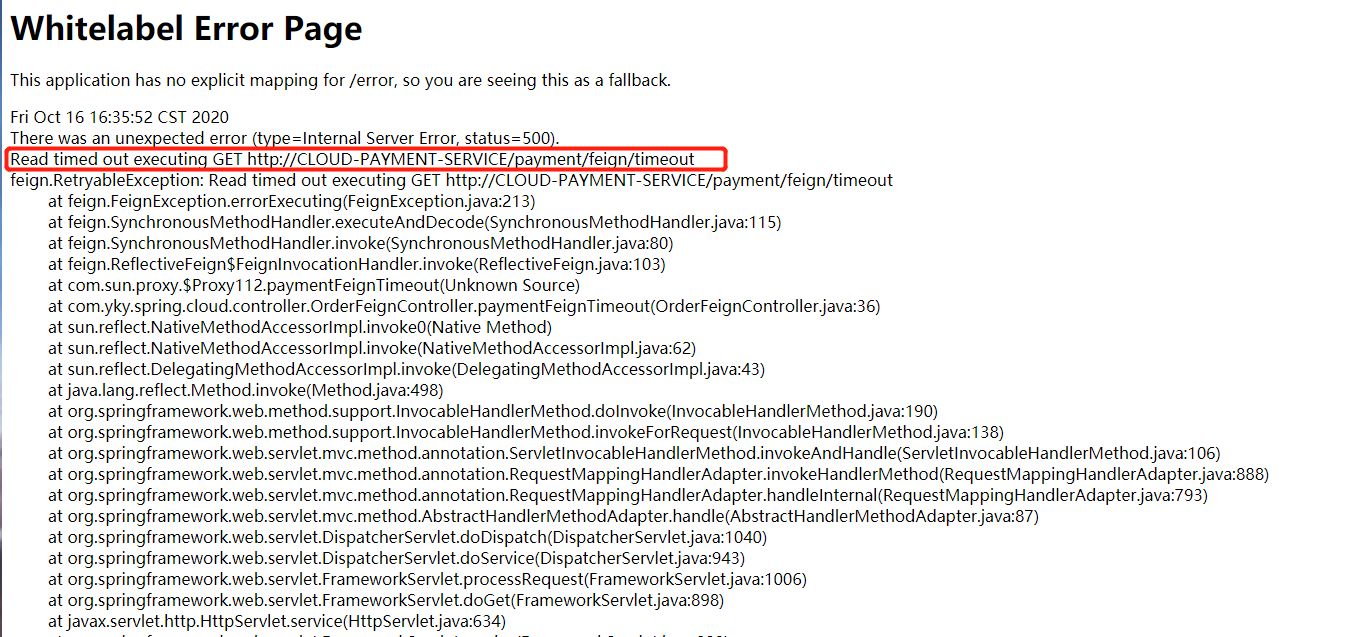 Whitelabel Error Page
This application has no explicit mapping for /error, so you are seeing this as a fallback.
Fri Oct 16 16:35:52 CST 2020
There was an unexpected error (type=Internal Server Error, status=500).
Read timed out executing GET http://CLOUD-PAYMENT-SERVICE/payment/feign/timeout
feign.RetryableException: Read timed out executing GET http://CLOUD-PAYMENT-SERVICE/payment/feign/timeout
at feign.FeignException.errorExecuting(FeignException.java:213)
at feign.SynchronousMethodHandler.executeAndDecode(SynchronousMethodHandler.java:115)
at feign.SynchronousMethodHandler.invoke(SynchronousMethodHandler.java:80)
at feign.ReflectiveFeign$FeignInvocationHandler.invoke(ReflectiveFeign.java:103)
at com.sun.proxy.$Proxy112.paymentFeignTimeout(Unknown Source)
at com.yky.spring.cloud.controller.OrderFeignController.paymentFeignTimeout(OrderFeignController.java:36)
at sun.reflect.NativeMethodAccessorImpl.invoke0(Native Method)
at sun.reflect.NativeMethodAccessorImpl.invoke(NativeMethodAccessorImpl.java:62)
at sun.reflect.DelegatingMethodAccessorImpl.invoke(DelegatingMethodAccessorImpl.java:43)
at java.lang.reflect.Method.invoke(Method.java:498)
at org.springframework.web.method.support.InvocableHandlerMethod.doInvoke(InvocableHandlerMethod.java:190)
at org.springframework.web.method.support.InvocableHandlerMethod.invokeForRequest(InvocableHandlerMethod.java:138)
at org.springframework.web.servlet.mvc.method.annotation.ServletInvocableHandlerMethod.invokeAndHandle(ServletInvocableHandlerMethod.java:106)
at org.springframework.web.servlet.mvc.method.annotation.RequestMappingHandlerAdapter.invokeHandlerMethod(RequestMappingHandlerAdapter.java:888)
at org.springframework.web.servlet.mvc.method.annotation.RequestMappingHandlerAdapter.handleInternal(RequestMappingHandlerAdapter.java:793)
at org.springframework.web.servlet.mvc.method.AbstractHandlerMethodAdapter.handle(AbstractHandlerMethodAdapter.java:87)
at org.springframework.web.servlet.DispatcherServlet.doDispatch(DispatcherServlet.java:1040)
at org.springframework.web.servlet.DispatcherServlet.doService(DispatcherServlet.java:943)
at org.springframework.web.servlet.FrameworkServlet.processRequest(FrameworkServlet.java:1006)
at org.springframework.web.servlet.FrameworkServlet.doGet(FrameworkServlet.java:898)
at javax.servlet.http.HttpServlet.service(HttpServlet.java:634)